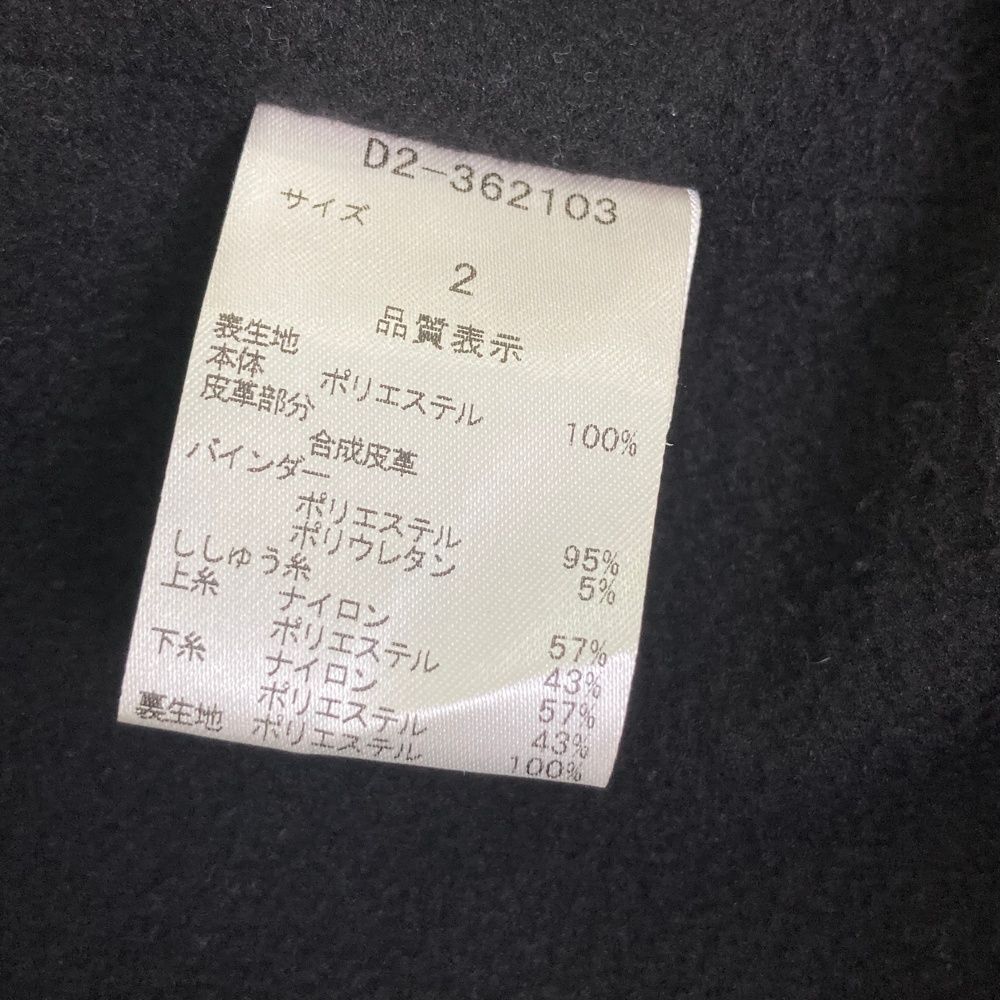 D2-362103
サイズ
2
品質表示
表生地
本体 ポリエステル 100%
皮革部分
合成皮革
バインダー
ポリエステル 95%
ポリウレタン 5%
ししゅう糸
上糸 ナイロン 57%
ポリエステル 43%
下糸 ナイロン 57%
ポリエステル 43%
裏生地 ポリエステル 100%